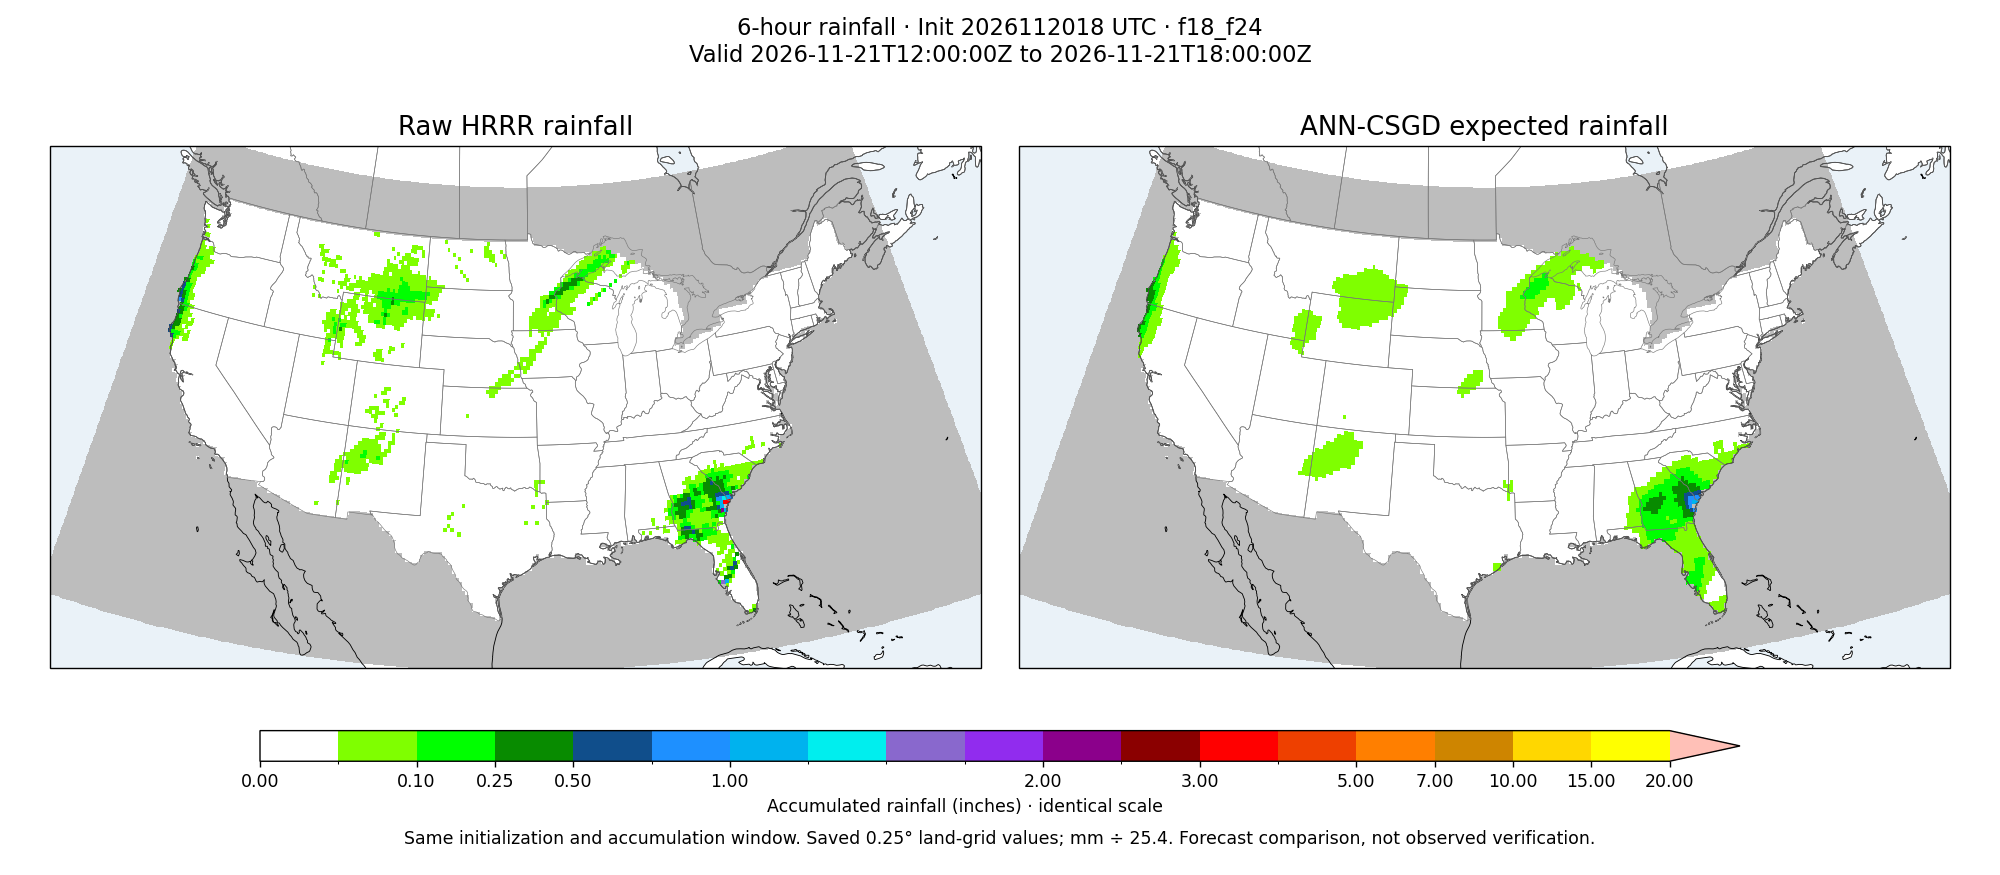 6-hour rainfall · Init 2026112018 UTC · f18_f24
Valid 2026-11-21T12:00:00Z to 2026-11-21T18:00:00Z
Raw HRRR rainfall
ANN-CSGD expected rainfall
0.00 0.10 0.25 0.50 1.00 2.00 3.00 5.00 7.00 10.00 15.00 20.00
Accumulated rainfall (inches) · identical scale
Same initialization and accumulation window. Saved 0.25° land-grid values; mm ÷ 25.4. Forecast comparison, not observed verification.